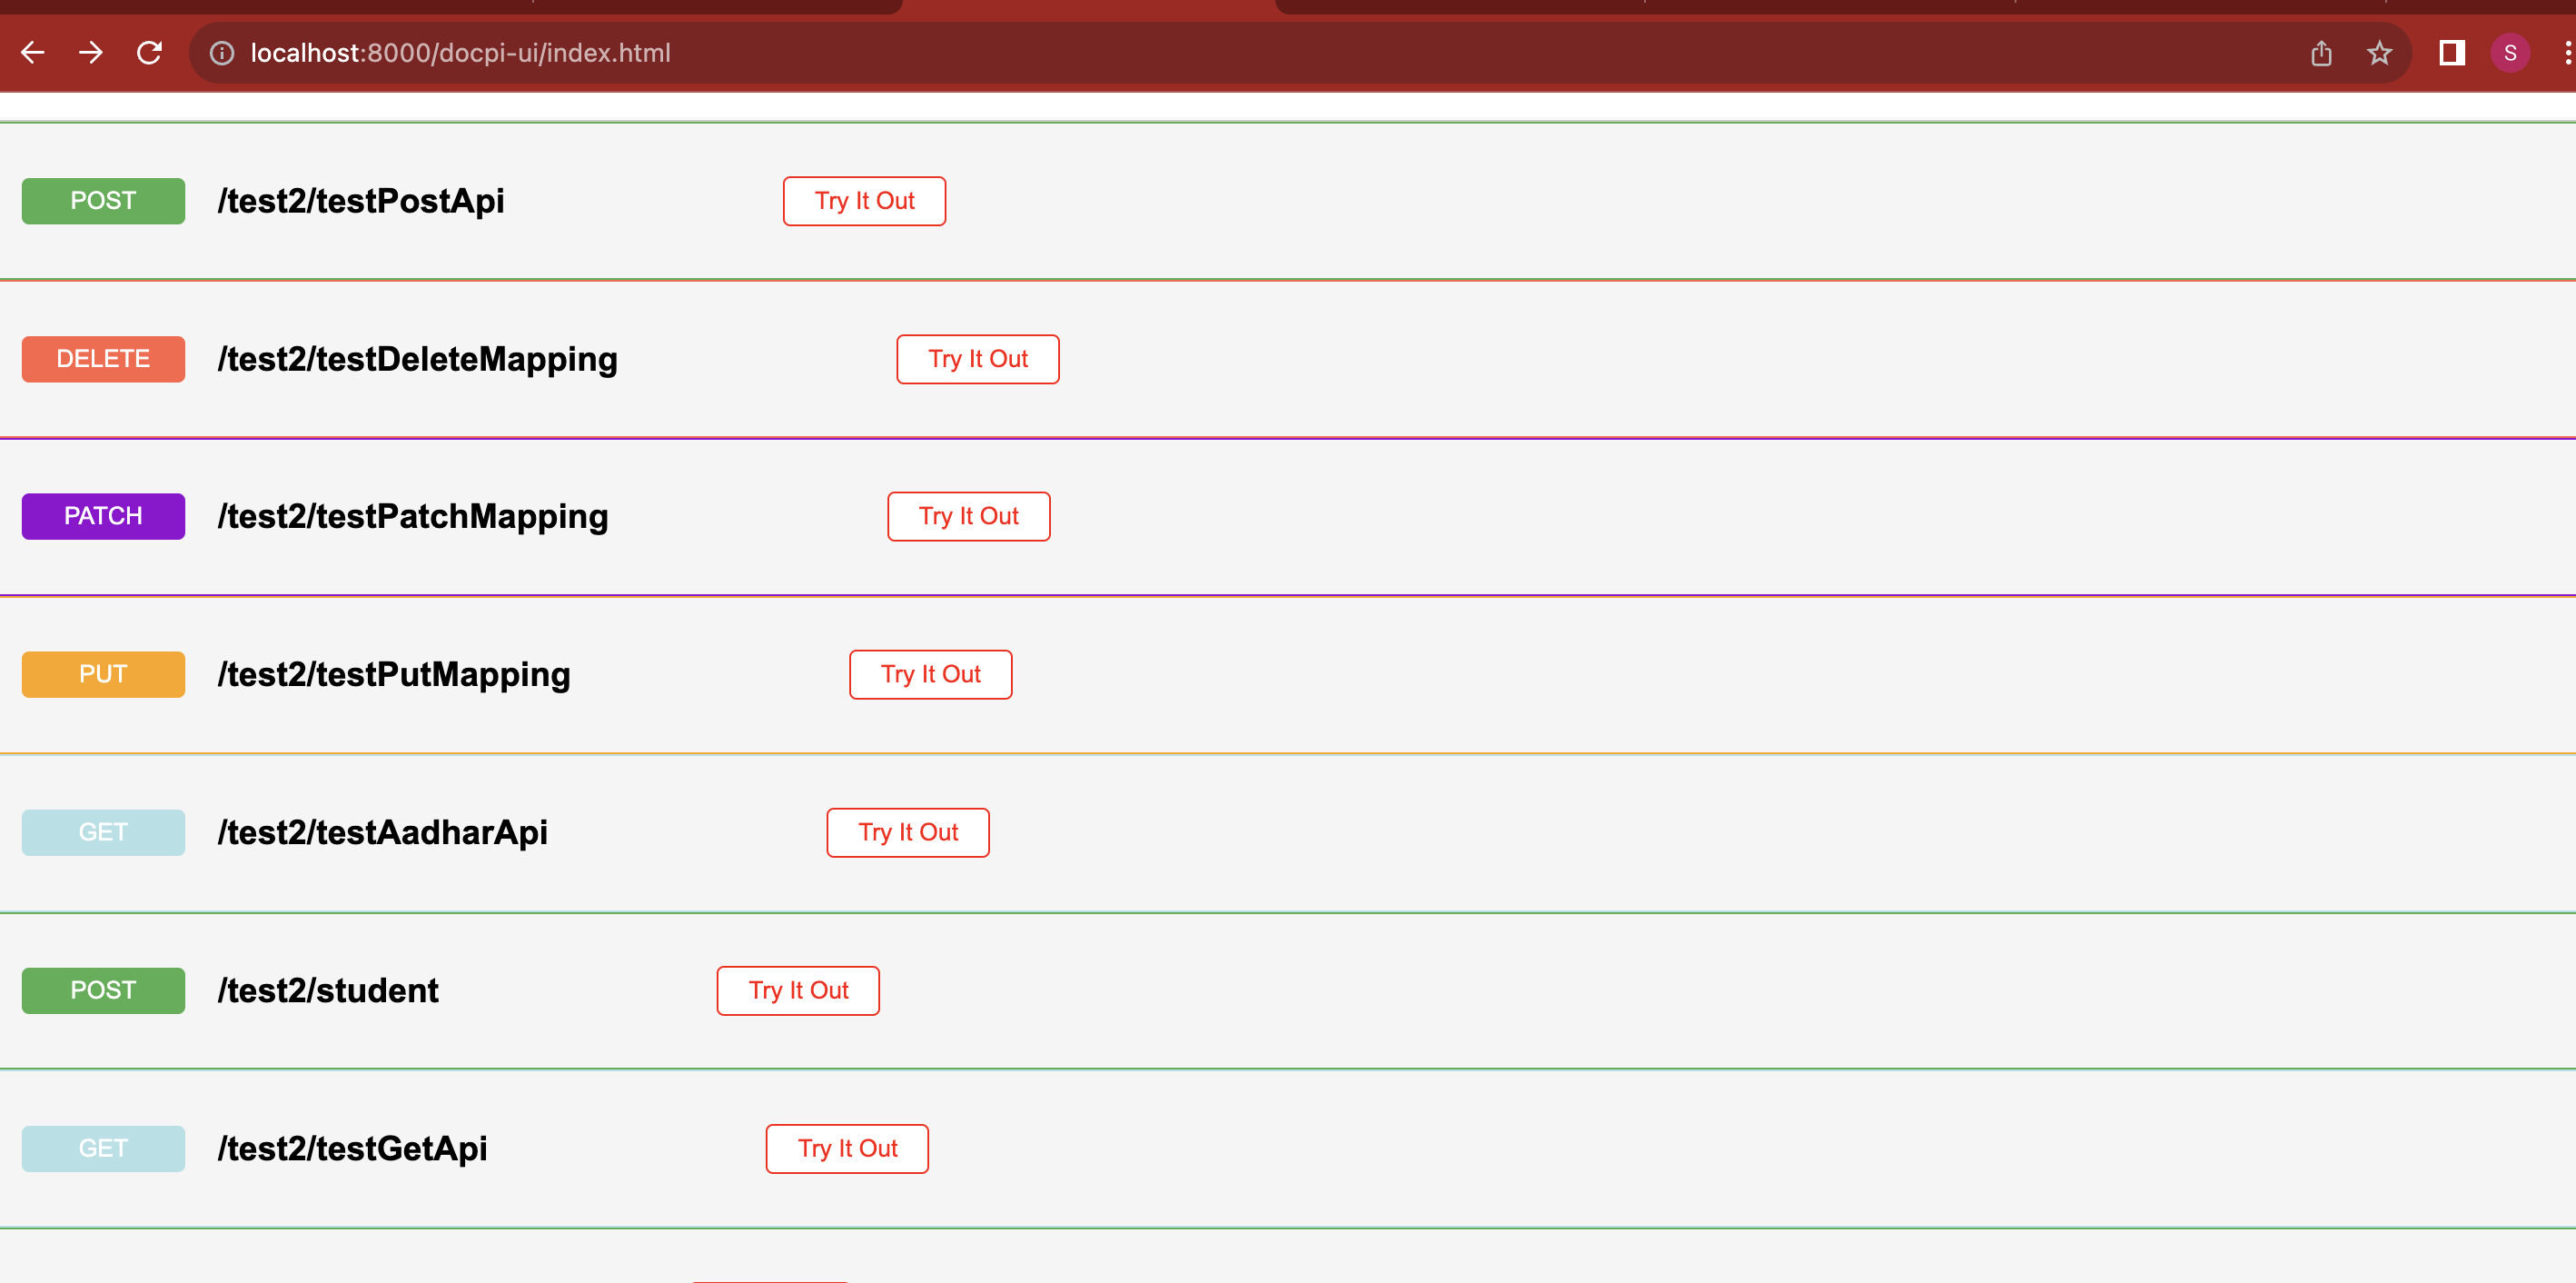 localhost:8000/docpi-ui/index.html
S
POST /test2/testPostApi Try It Out
DELETE /test2/testDeleteMapping Try It Out
PATCH /test2/testPatchMapping Try It Out
PUT /test2/testPutMapping Try It Out
GET /test2/testAadharApi Try It Out
POST /test2/student Try It Out
GET /test2/testGetApi Try It Out